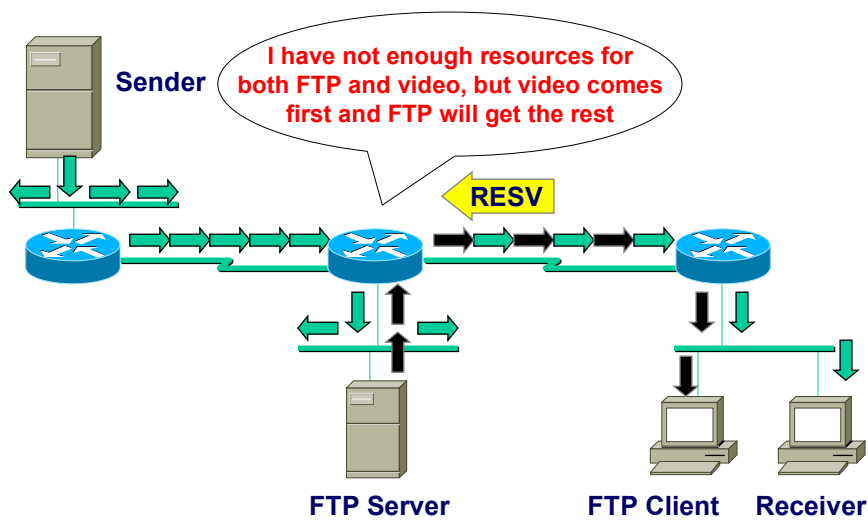 Sender
I have not enough resources for
both FTP and video, but video comes
first and FTP will get the rest
RESV
FTP Server
FTP Client
Receiver